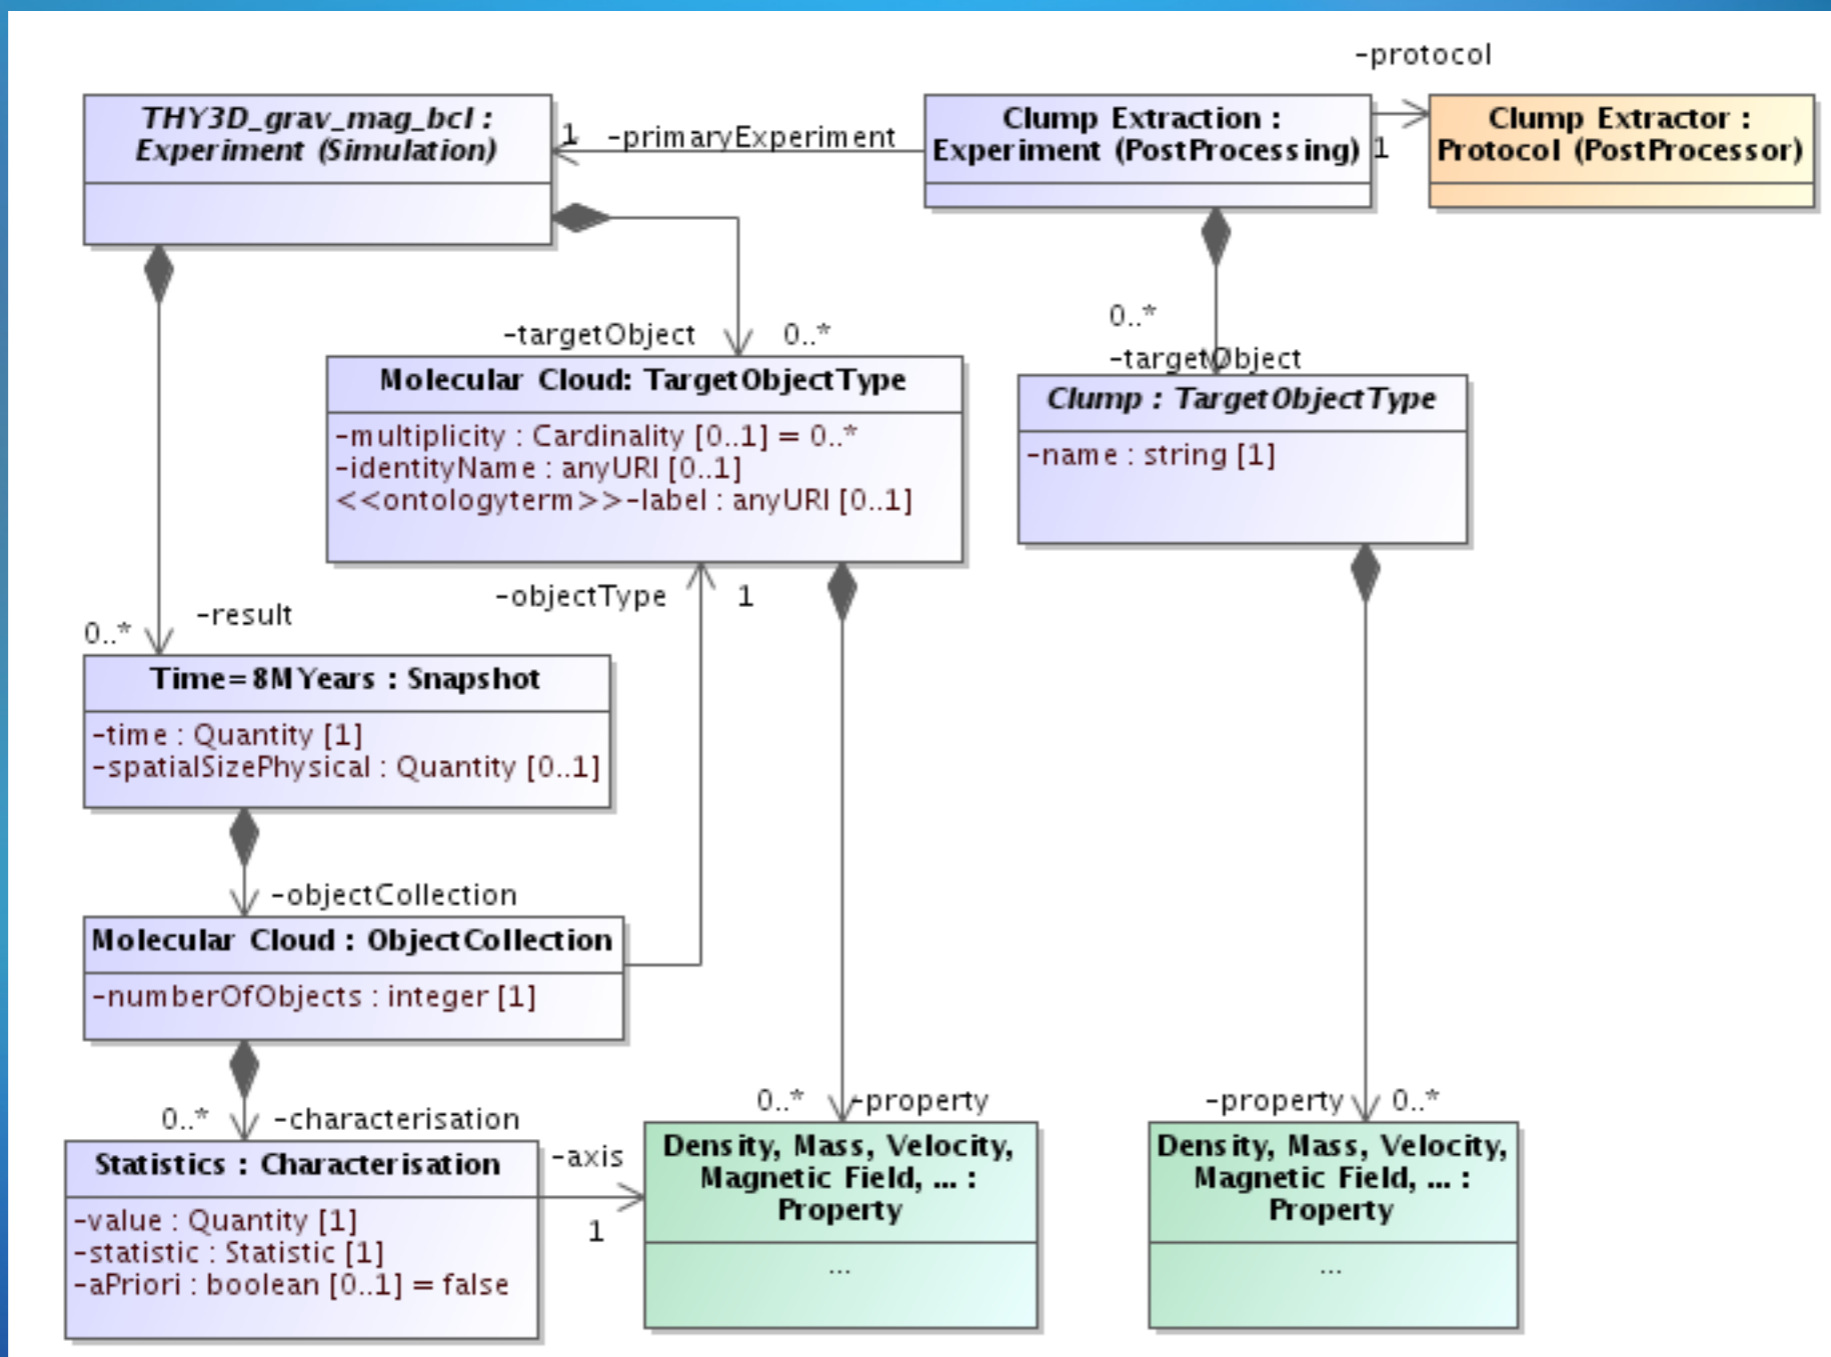 -protocol
THY3D_grav_mag_bcl :
Experiment (Simulation)
1
-primaryExperiment
Clump Extraction :
Experiment (PostProcessing)
1
Clump Extractor :
Protocol (PostProcessor)
-targetObject
0..*
0..*
-targetObject
Molecular Cloud: TargetObjectType
-multiplicity : Cardinality [0..1] = 0..*
-identityName : anyURI [0..1]
<<ontologyterm>>-label : anyURI [0..1]
Clump : TargetObjectType
-name : string [1]
-objectType
1
-result
0..*
Time=8MYears : Snapshot
-time : Quantity [1]
-spatialSizePhysical : Quantity [0..1]
-objectCollection
Molecular Cloud : ObjectCollection
-numberOfObjects : integer [1]
0..*
-characterisation
0..*
-property
-property
0..*
Statistics : Characterisation
-value : Quantity [1]
-statistic : Statistic [1]
-aPriori : boolean [0..1] = false
-axis
1
Density, Mass, Velocity,
Magnetic Field, ... :
Property
...
Density, Mass, Velocity,
Magnetic Field, ... :
Property
...